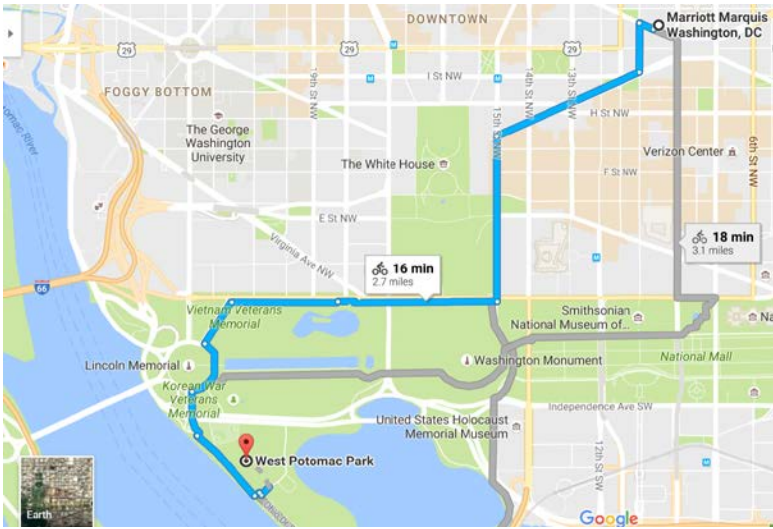 DOWNTOWN
Marriott Marquis
Washington, DC
29
29
29
19th St NW
I St NW
14th St NW
13th St NW
FOGGY BOTTOM
15th St NW
H St NW
The George
Washington
University
The White House
Verizon Center
6th St NW
F St NW
E St NW
Virginia Ave NW
18 min
3.1 miles
16 min
2.7 miles
66
Vietnam Veterans
Memorial
Smithsonian
National Museum of...
Na
Lincoln Memorial
Washington Monument
National Mall
Korean War
Veterans
Memorial
Independence Ave SW
United States Holocaust
Memorial Museum
12th St SW
West Potomac Park
Earth
Google